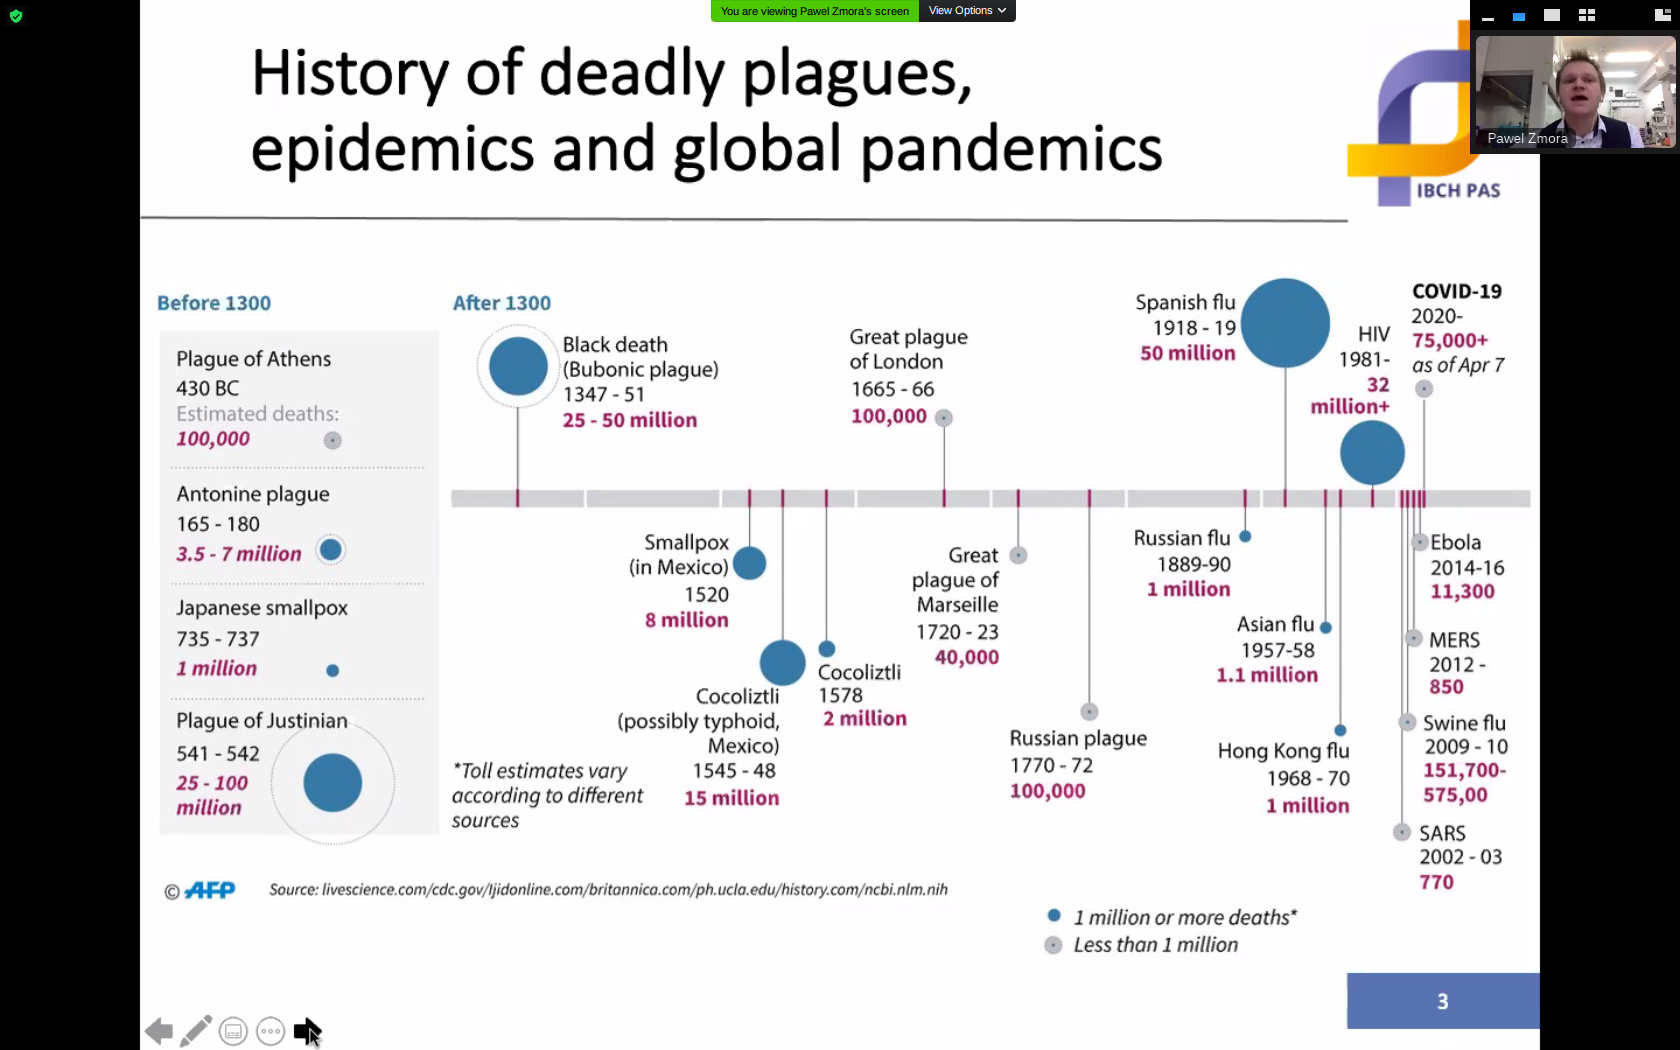 You are viewing Pawel Zmora's screen
View Options
Pawel Zmora
History of deadly plagues,
epidemics and global pandemics
IBCH PAS
Before 1300
Plague of Athens
430 BC
Estimated deaths:
100,000
Antonine plague
165 - 180
3.5 - 7 million
Japanese smallpox
735 - 737
1 million
Plague of Justinian
541 - 542
25 - 100
million
After 1300
Black death
(Bubonic plague)
1347 - 51
25 - 50 million
Smallpox
(in Mexico)
1520
8 million
Cocoliztli
(possibly typhoid,
Mexico)
1545 - 48
15 million
Cocoliztli
1578
2 million
Great plague
of London
1665 - 66
100,000
Great
plague of
Marseille
1720 - 23
40,000
Russian plague
1770 - 72
100,000
Russian flu
1889-90
1 million
Spanish flu
1918 - 19
50 million
Asian flu
1957-58
1.1 million
Hong Kong flu
1968 - 70
1 million
HIV
1981-
32
million+
COVID-19
2020-
75,000+
as of Apr 7
Ebola
2014-16
11,300
MERS
2012 -
850
Swine flu
2009 - 10
151,700-
575,00
SARS
2002 - 03
770
*Toll estimates vary
according to different
sources
© AFP
Source: livescience.com/cdc.gov/ljidonline.com/britannica.com/ph.ucla.edu/history.com/ncbi.nlm.nih
1 million or more deaths*
Less than 1 million
3